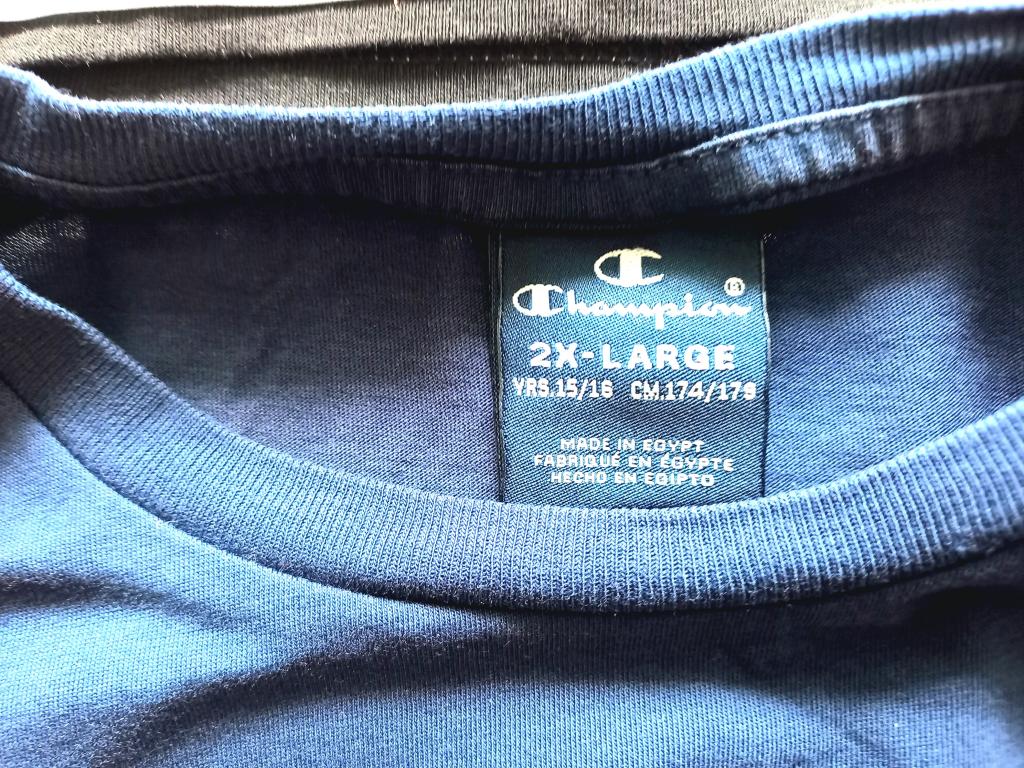 Champion®
2X-LARGE
YRS.15/16 CM.174/179
MADE IN EGYPT
FABRIQUÉ EN ÉGYPTE
HECHO EN EGIPTO